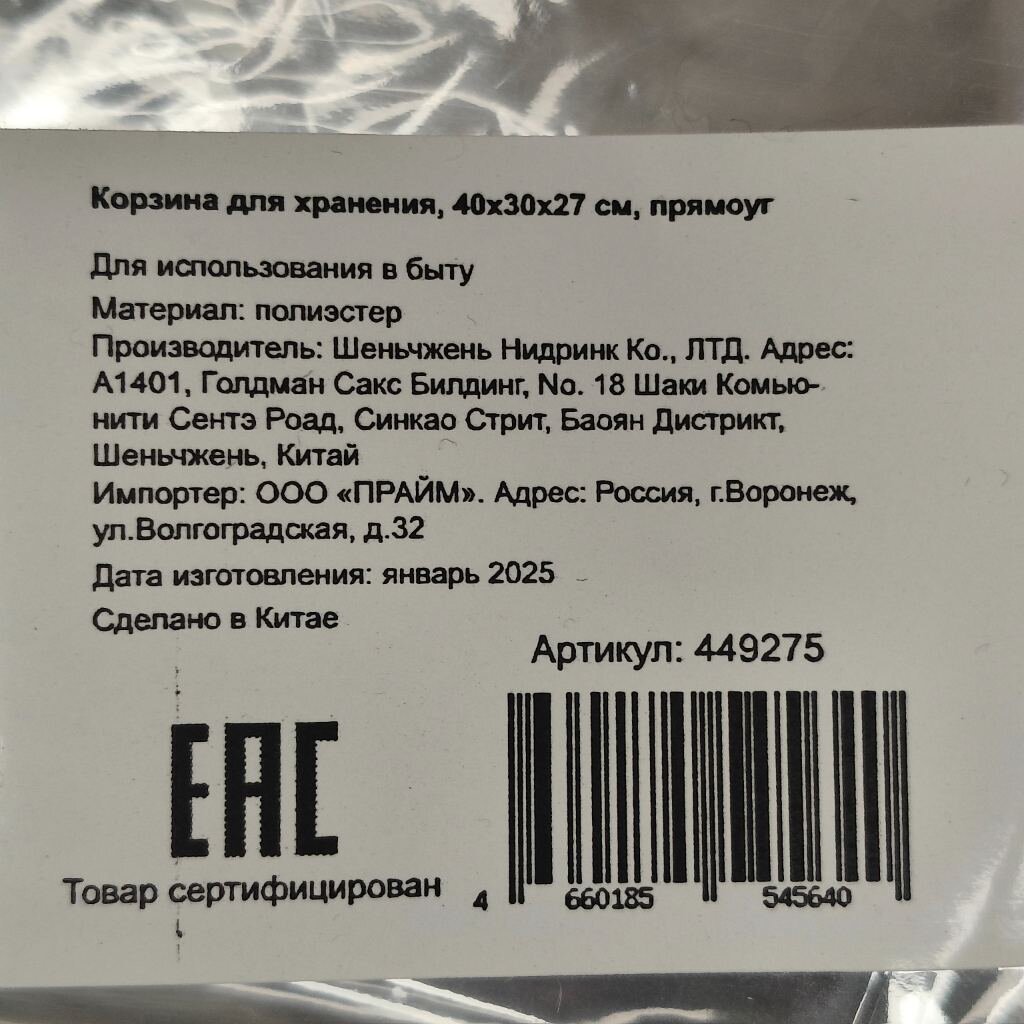 Корзина для хранения, 40х30х27 см, прямоуг
Для использования в быту
Материал: полиэстер
Производитель: Шеньчжень Нидринк Ко., ЛТД. Адрес:
А1401, Голдман Сакс Билдинг, No. 18 Шаки Комью-
нити Сентэ Роад, Синкао Стрит, Баоян Дистрикт,
Шеньчжень, Китай
Импортер: ООО «ПРАЙМ». Адрес: Россия, г.Воронеж,
ул.Волгоградская, д.32
Дата изготовления: январь 2025
Сделано в Китае
Артикул: 449275
ЕАС
Товар сертифицирован
4 660185 545640